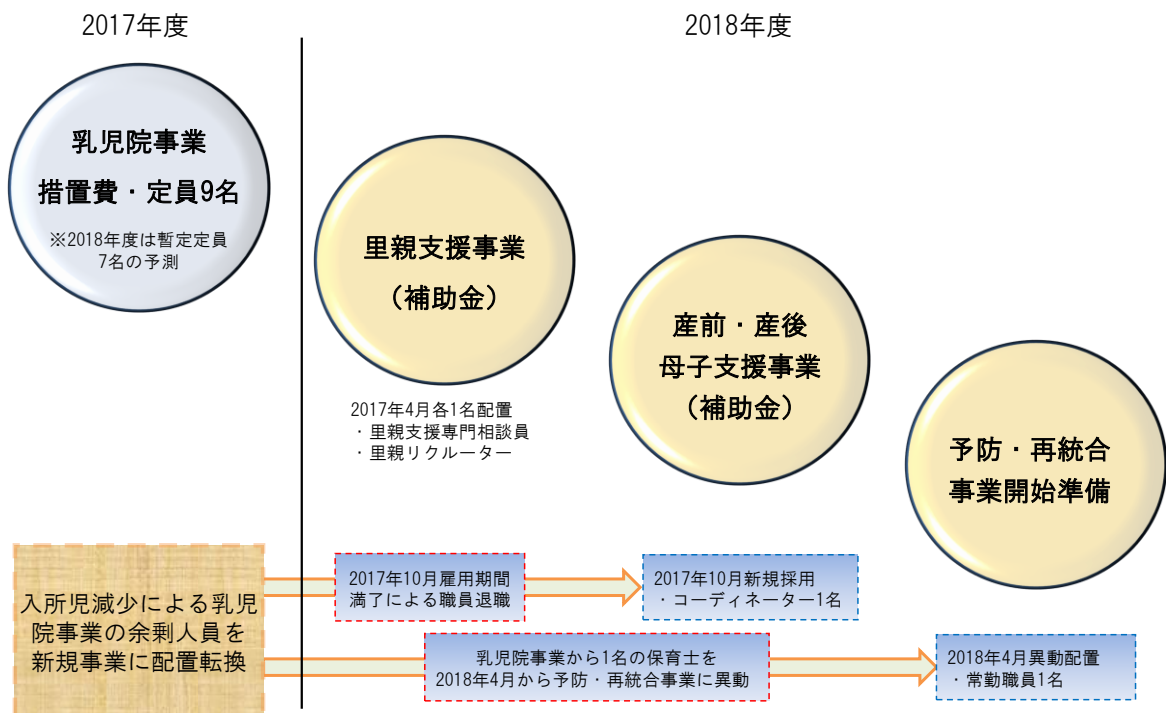 2017年度
2018年度
乳児院事業
措置費・定員9名
※2018年度は暫定定員
7名の予測
里親支援事業
（補助金）
2017年4月各1名配置
・里親支援専門相談員
・里親リクルーター
産前・産後
母子支援事業
（補助金）
予防・再統合
事業開始準備
入所児減少による乳児
院事業の余剰人員を
新規事業に配置転換
2017年10月雇用期間
満了による職員退職
2017年10月新規採用
・コーディネーター1名
乳児院事業から1名の保育士を
2018年4月から予防・再統合事業に異動
2018年4月異動配置
・常勤職員1名